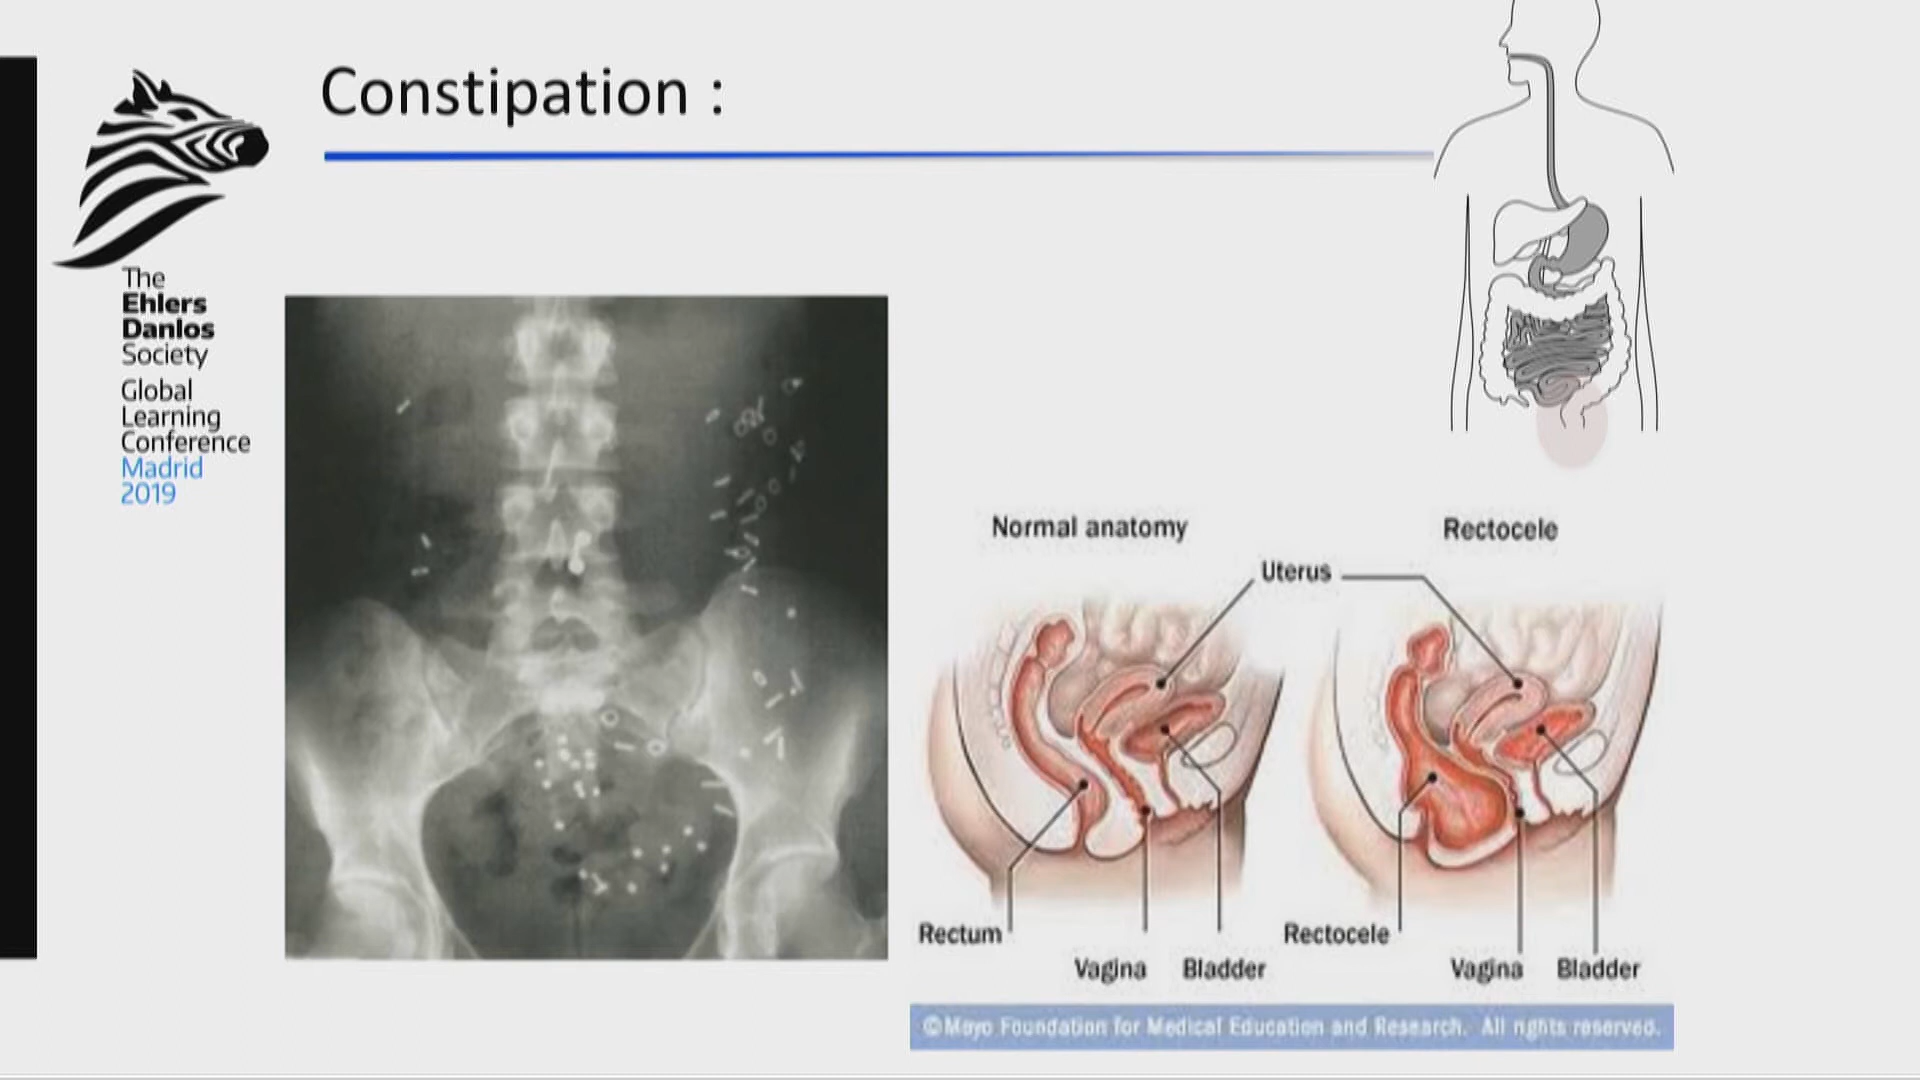 Constipation :
The
Ehlers
Danlos
Society
Global
Learning
Conference
Madrid
2019
Normal anatomy
Rectocele
Uterus
Rectum
Vagina
Bladder
Rectocele
Vagina
Bladder
©Mayo Foundation for Medical Education and Research. All rights reserved.